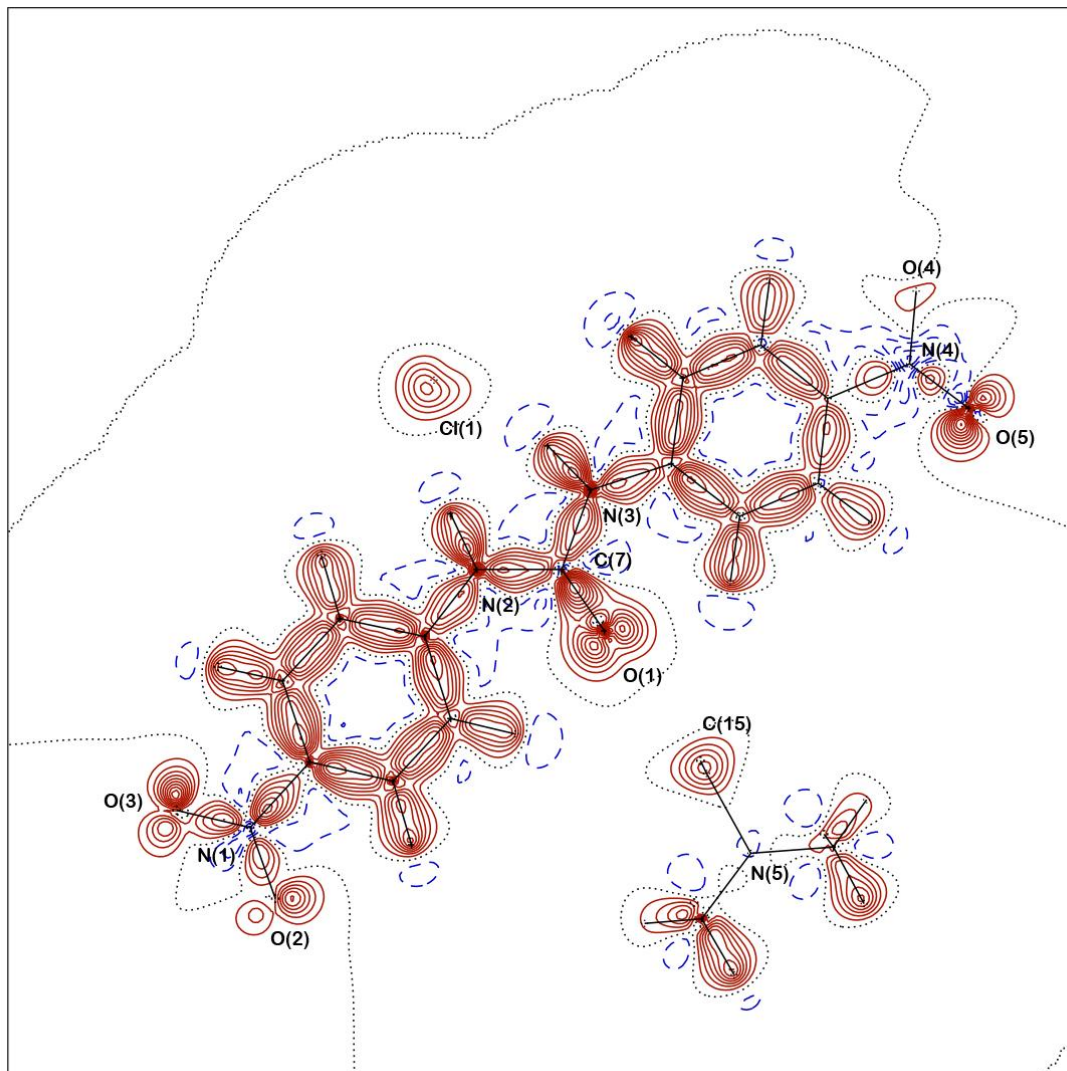 O(4)
N(4)
Cl(1)
O(5)
N(3)
C(7)
N(2)
O(1)
C(15)
O(3)
N(1)
N(5)
O(2)